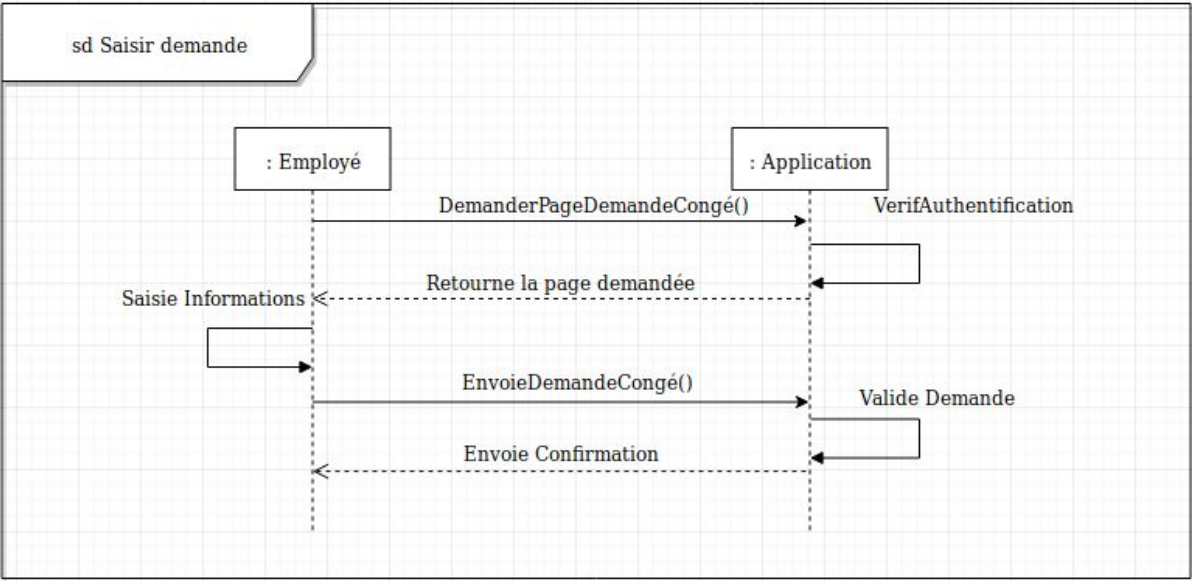 sd Saisir demande
: Employé
: Application
DemanderPageDemandeCongé()
VerifAuthentification
Retourne la page demandée
Saisie Informations
EnvoieDemandeCongé()
Valide Demande
Envoie Confirmation